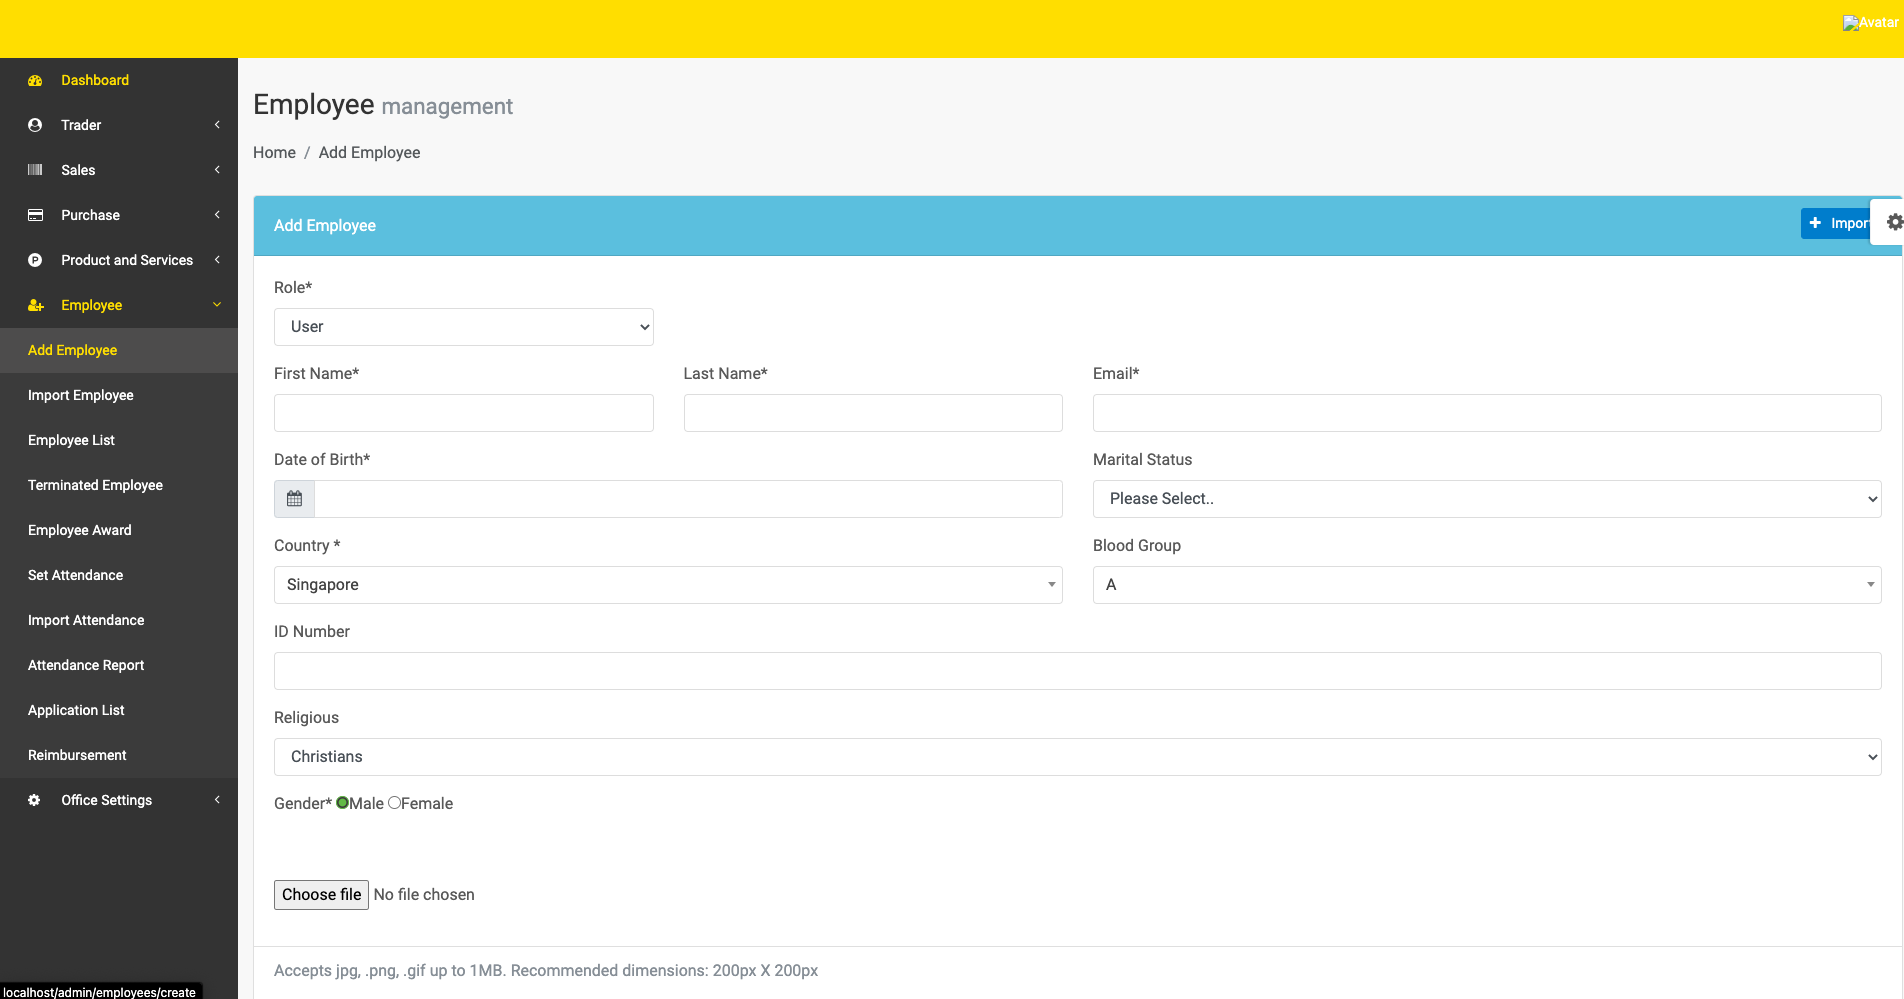 Avatar
Dashboard
Trader
Sales
Purchase
Product and Services
Employee
Add Employee
Import Employee
Employee List
Terminated Employee
Employee Award
Set Attendance
Import Attendance
Attendance Report
Application List
Reimbursement
Office Settings
Employee management
Home / Add Employee
Add Employee
+ Impor
Role*
User
First Name*
Last Name*
Email*
Date of Birth*
Marital Status
Please Select..
Country *
Blood Group
Singapore
A
ID Number
Religious
Christians
Gender* Male Female
Choose file No file chosen
Accepts jpg, .png, .gif up to 1MB. Recommended dimensions: 200px X 200px
localhost/admin/employees/create